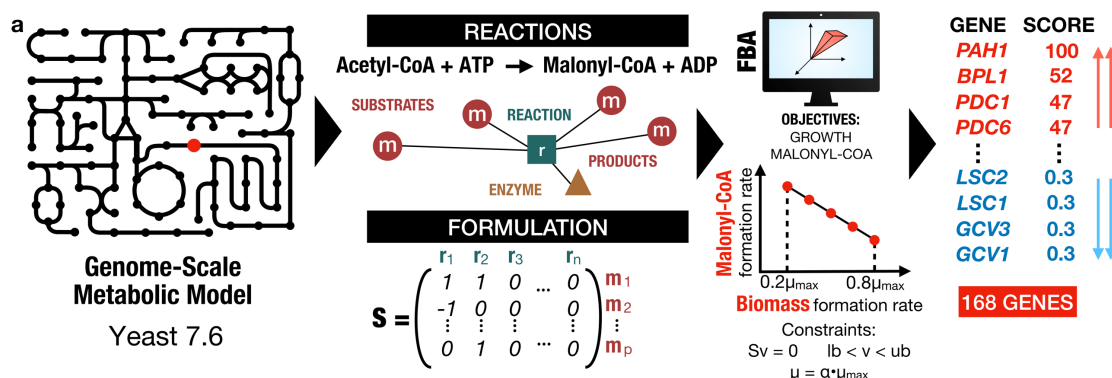 a
Genome-Scale
Metabolic Model
Yeast 7.6
REACTIONS
Acetyl-CoA + ATP → Malonyl-CoA + ADP
SUBSTRATES
REACTION
PRODUCTS
ENZYME
m
m
m
m
r
FORMULATION
r1 r2 r3 rn
S =
1 1 0 ... 0 m1
-1 0 0 0 m2
⋮ ⋮ ⋮ ⋮ ⋮
0 1 0 ... 0 mp
FBA
OBJECTIVES:
GROWTH
MALONYL-COA
Malonyl-CoA
formation rate
0.2μmax 0.8μmax
Biomass formation rate
Constraints:
Sv = 0 lb < v < ub
μ = α•μmax
GENE SCORE
PAH1 100
BPL1 52
PDC1 47
PDC6 47
⋮ ⋮
LSC2 0.3
LSC1 0.3
GCV3 0.3
GCV1 0.3
168 GENES